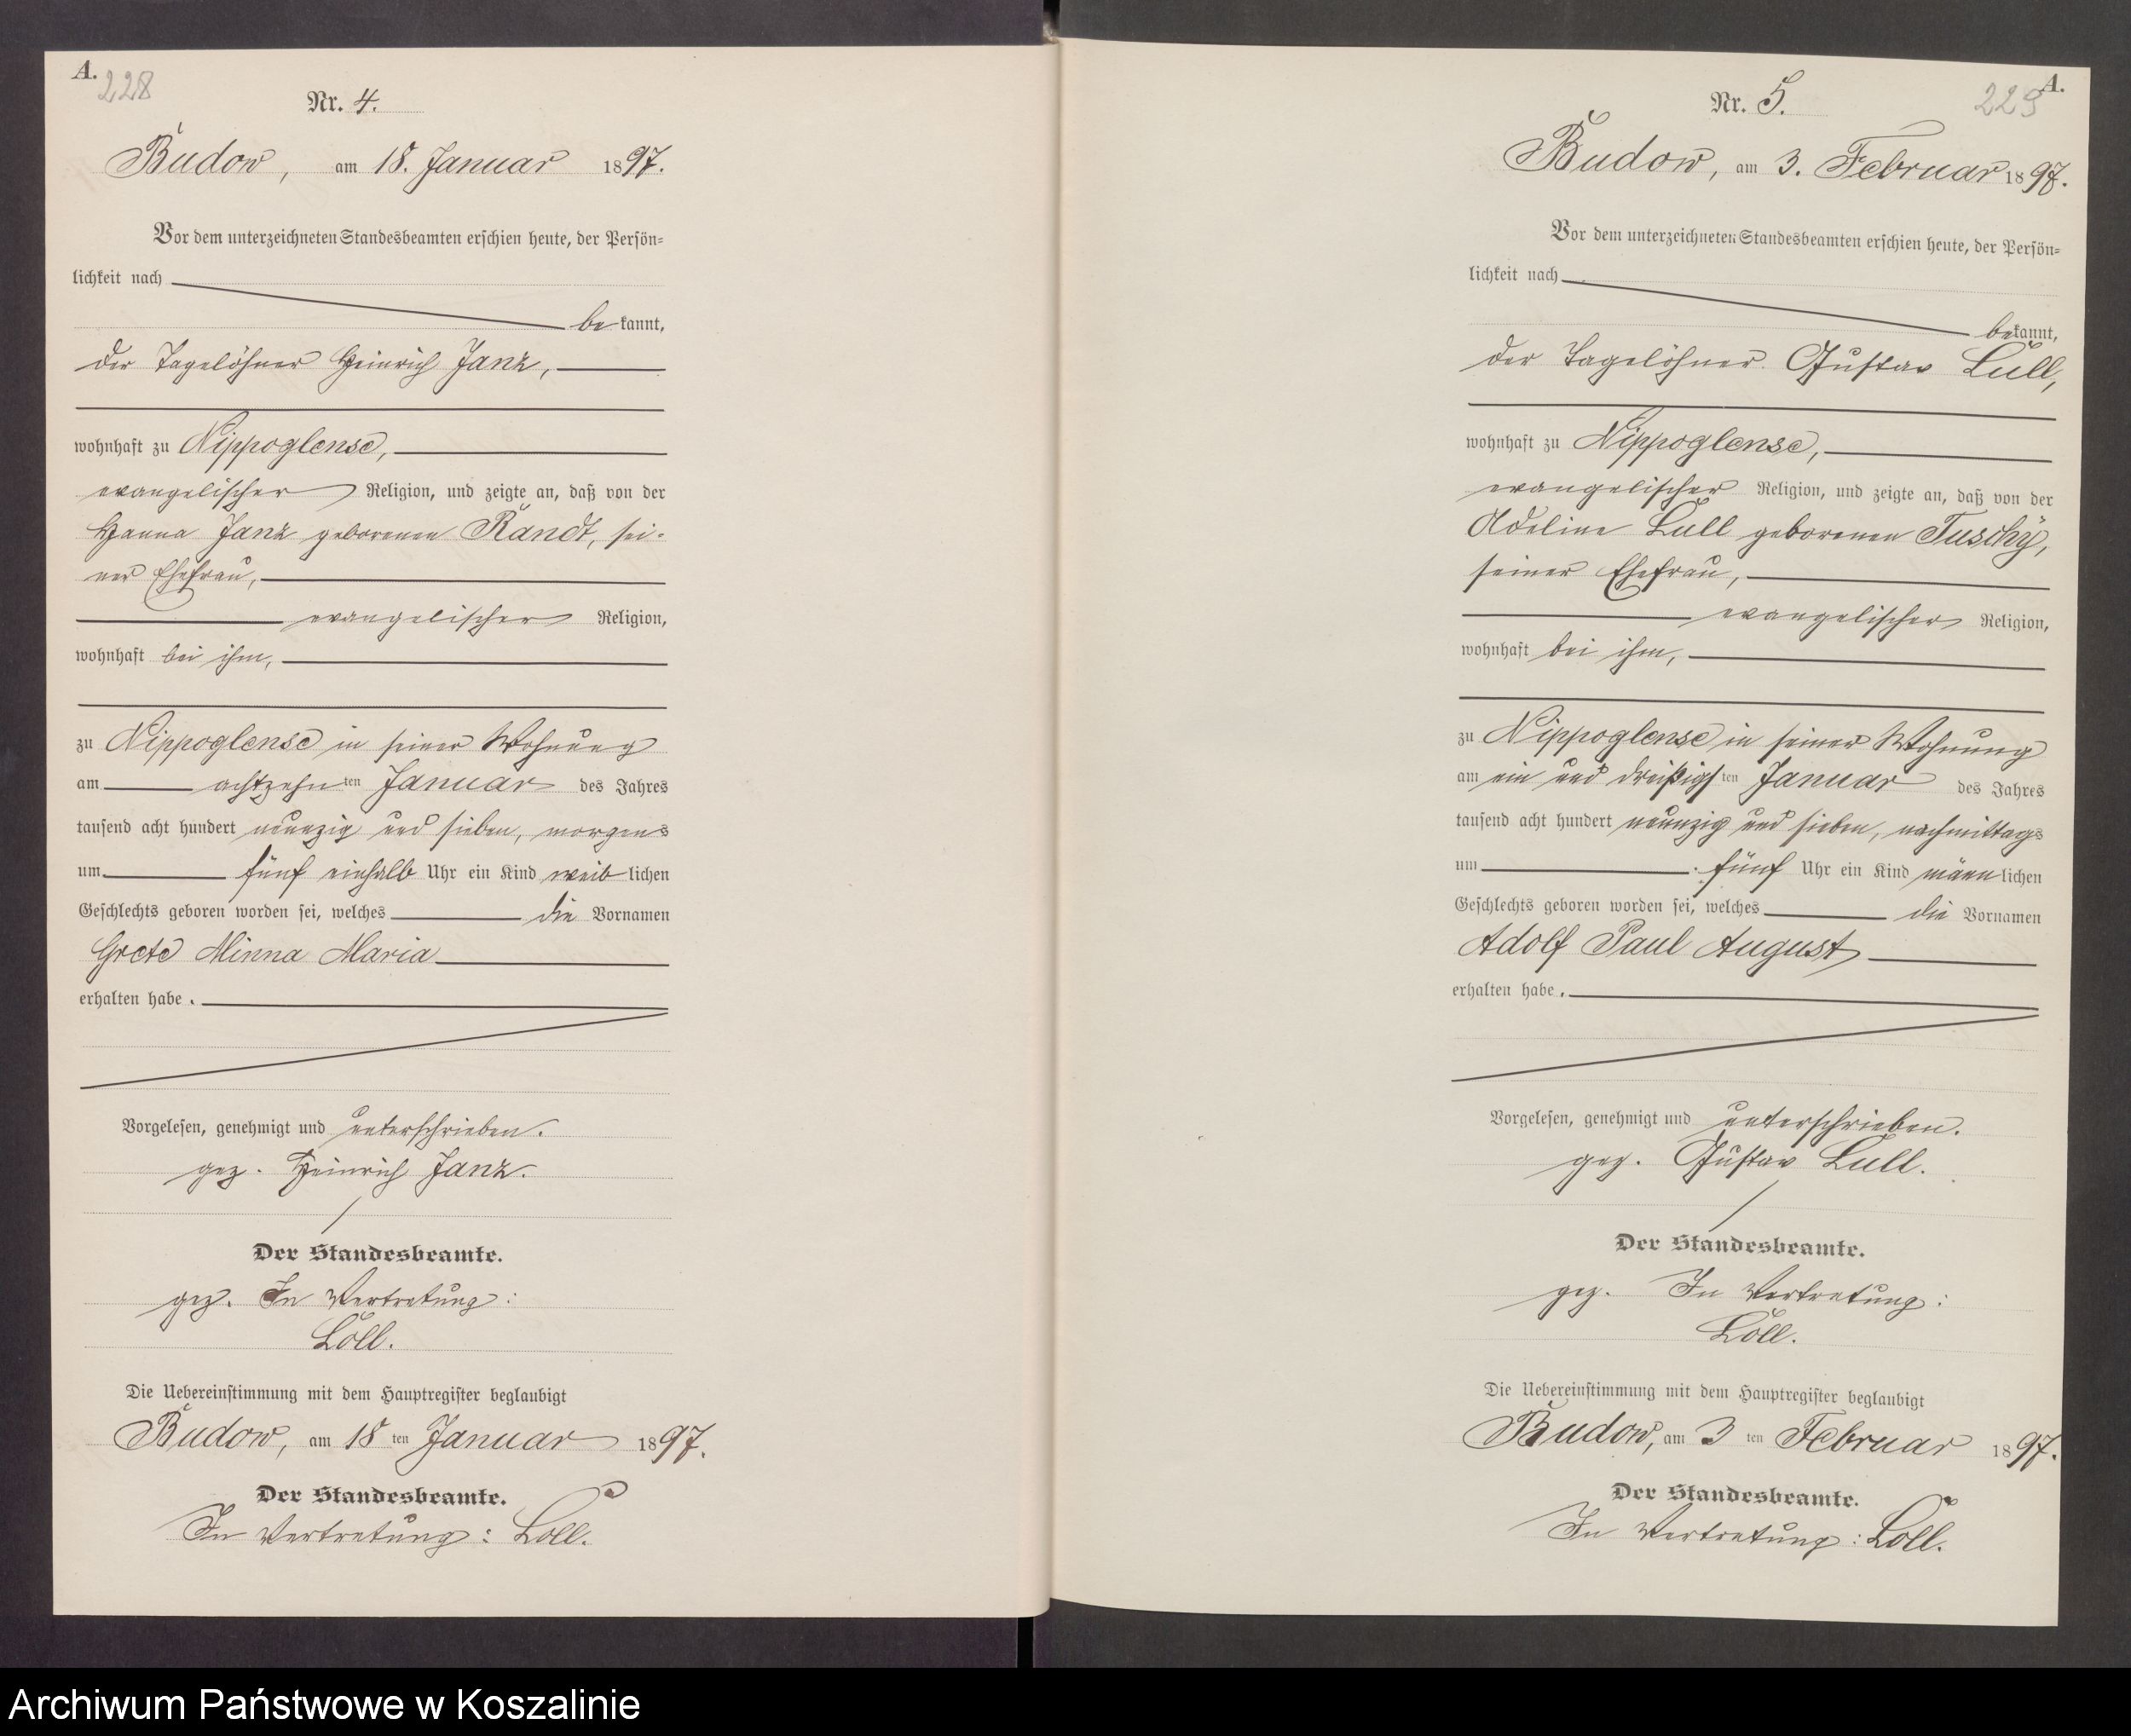 A.
228
Nr. 4.
Budow, am 18. Januar 1897.
Vor dem unterzeichneten Standesbeamten erschien heute, der Persön-
lichkeit nach
bekannt,
der Tagelöhner Heinrich Janz,
wohnhaft zu Nippoglense,
evangelischer Religion, und zeigte an, daß von der
Hanna Janz geborenen Randt, sei-
ner Ehefrau,
evangelischer Religion,
wohnhaft bei ihm,
zu Nippoglense in seiner Wohnung
am achtzehnten Januar des Jahres
tausend acht hundert neunzig und sieben, morgens
um fünf einhalb Uhr ein Kind weiblichen
Geschlechts geboren worden sei, welches die Vornamen
Grete Minna Maria
erhalten habe.
Vorgelesen, genehmigt und unterschrieben.
gez. Heinrich Janz.
Der Standesbeamte.
gez. In Vertretung:
Loll.
Die Uebereinstimmung mit dem Hauptregister beglaubigt
Budow, am 18ten Januar 1897.
Der Standesbeamte.
In Vertretung: Loll.
A.
229
Nr. 5.
Budow, am 3. Februar 1897.
Vor dem unterzeichneten Standesbeamten erschien heute, der Persön-
lichkeit nach
bekannt,
der Tagelöhner Gustav Lull,
wohnhaft zu Nippoglense,
evangelischer Religion, und zeigte an, daß von der
Adeline Lull geborenen Tuschy,
seiner Ehefrau,
evangelischer Religion,
wohnhaft bei ihm,
zu Nippoglense in seiner Wohnung
am ein und dreißigsten Januar des Jahres
tausend acht hundert neunzig und sieben, nachmittags
um fünf Uhr ein Kind männlichen
Geschlechts geboren worden sei, welches die Vornamen
Adolf Paul August
erhalten habe.
Vorgelesen, genehmigt und unterschrieben.
gez. Gustav Lull.
Der Standesbeamte.
gez. In Vertretung:
Loll.
Die Uebereinstimmung mit dem Hauptregister beglaubigt
Budow, am 3ten Februar 1897.
Der Standesbeamte.
In Vertretung: Loll.
Archiwum Państwowe w Koszalinie